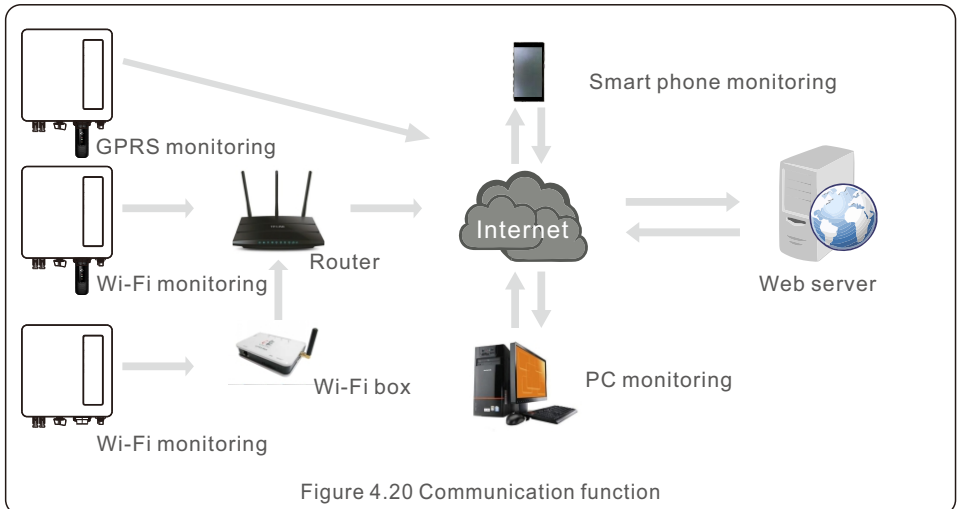 Smart phone monitoring
GPRS monitoring
Internet
Router
Wi-Fi monitoring
Web server
Wi-Fi box
PC monitoring
Wi-Fi monitoring
Figure 4.20 Communication function